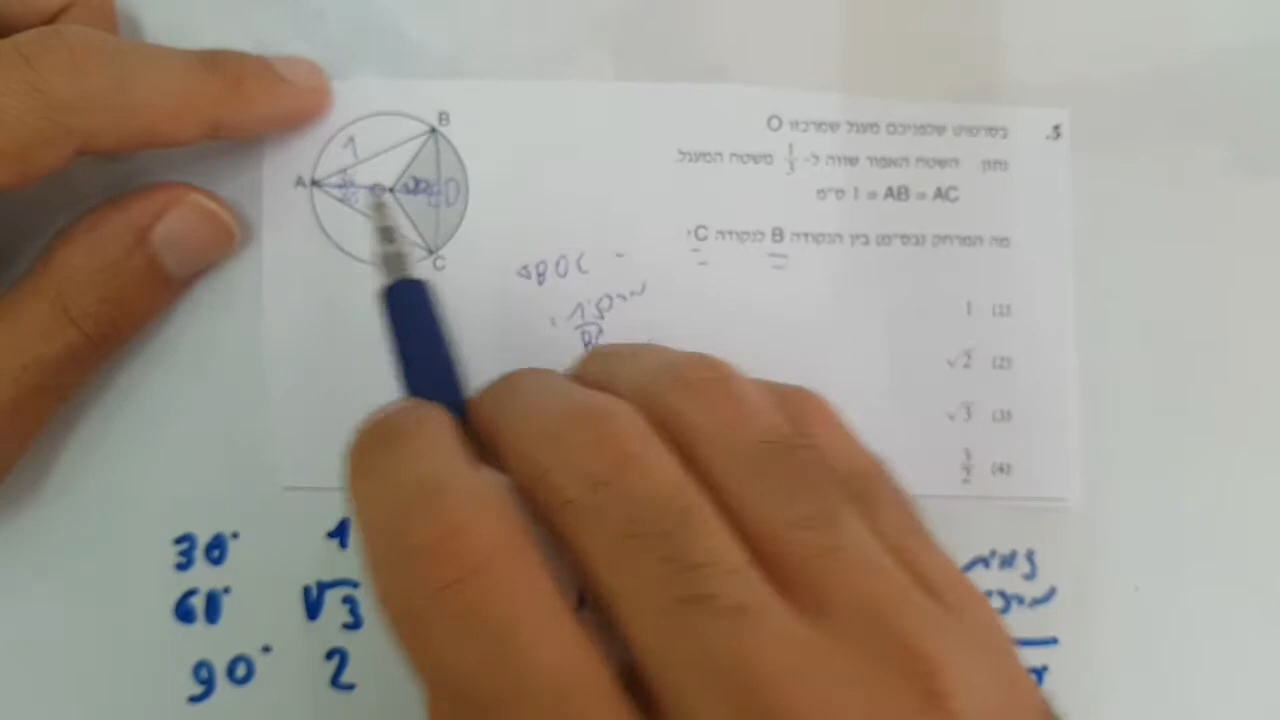 5. בסרטוט שלפניכם מעגל שמרכזו O
נתון: השטח האפור שווה ל- 1/3 משטח המעגל.
AB = AC = 1 ס"מ
מה המרחק (בס"מ) בין הנקודה B לנקודה C?
(1) 1
(2) √2
(3) √3
(4) 3/2
B
A
C
1
∢BOC
30° 1
60° √3
90° 2